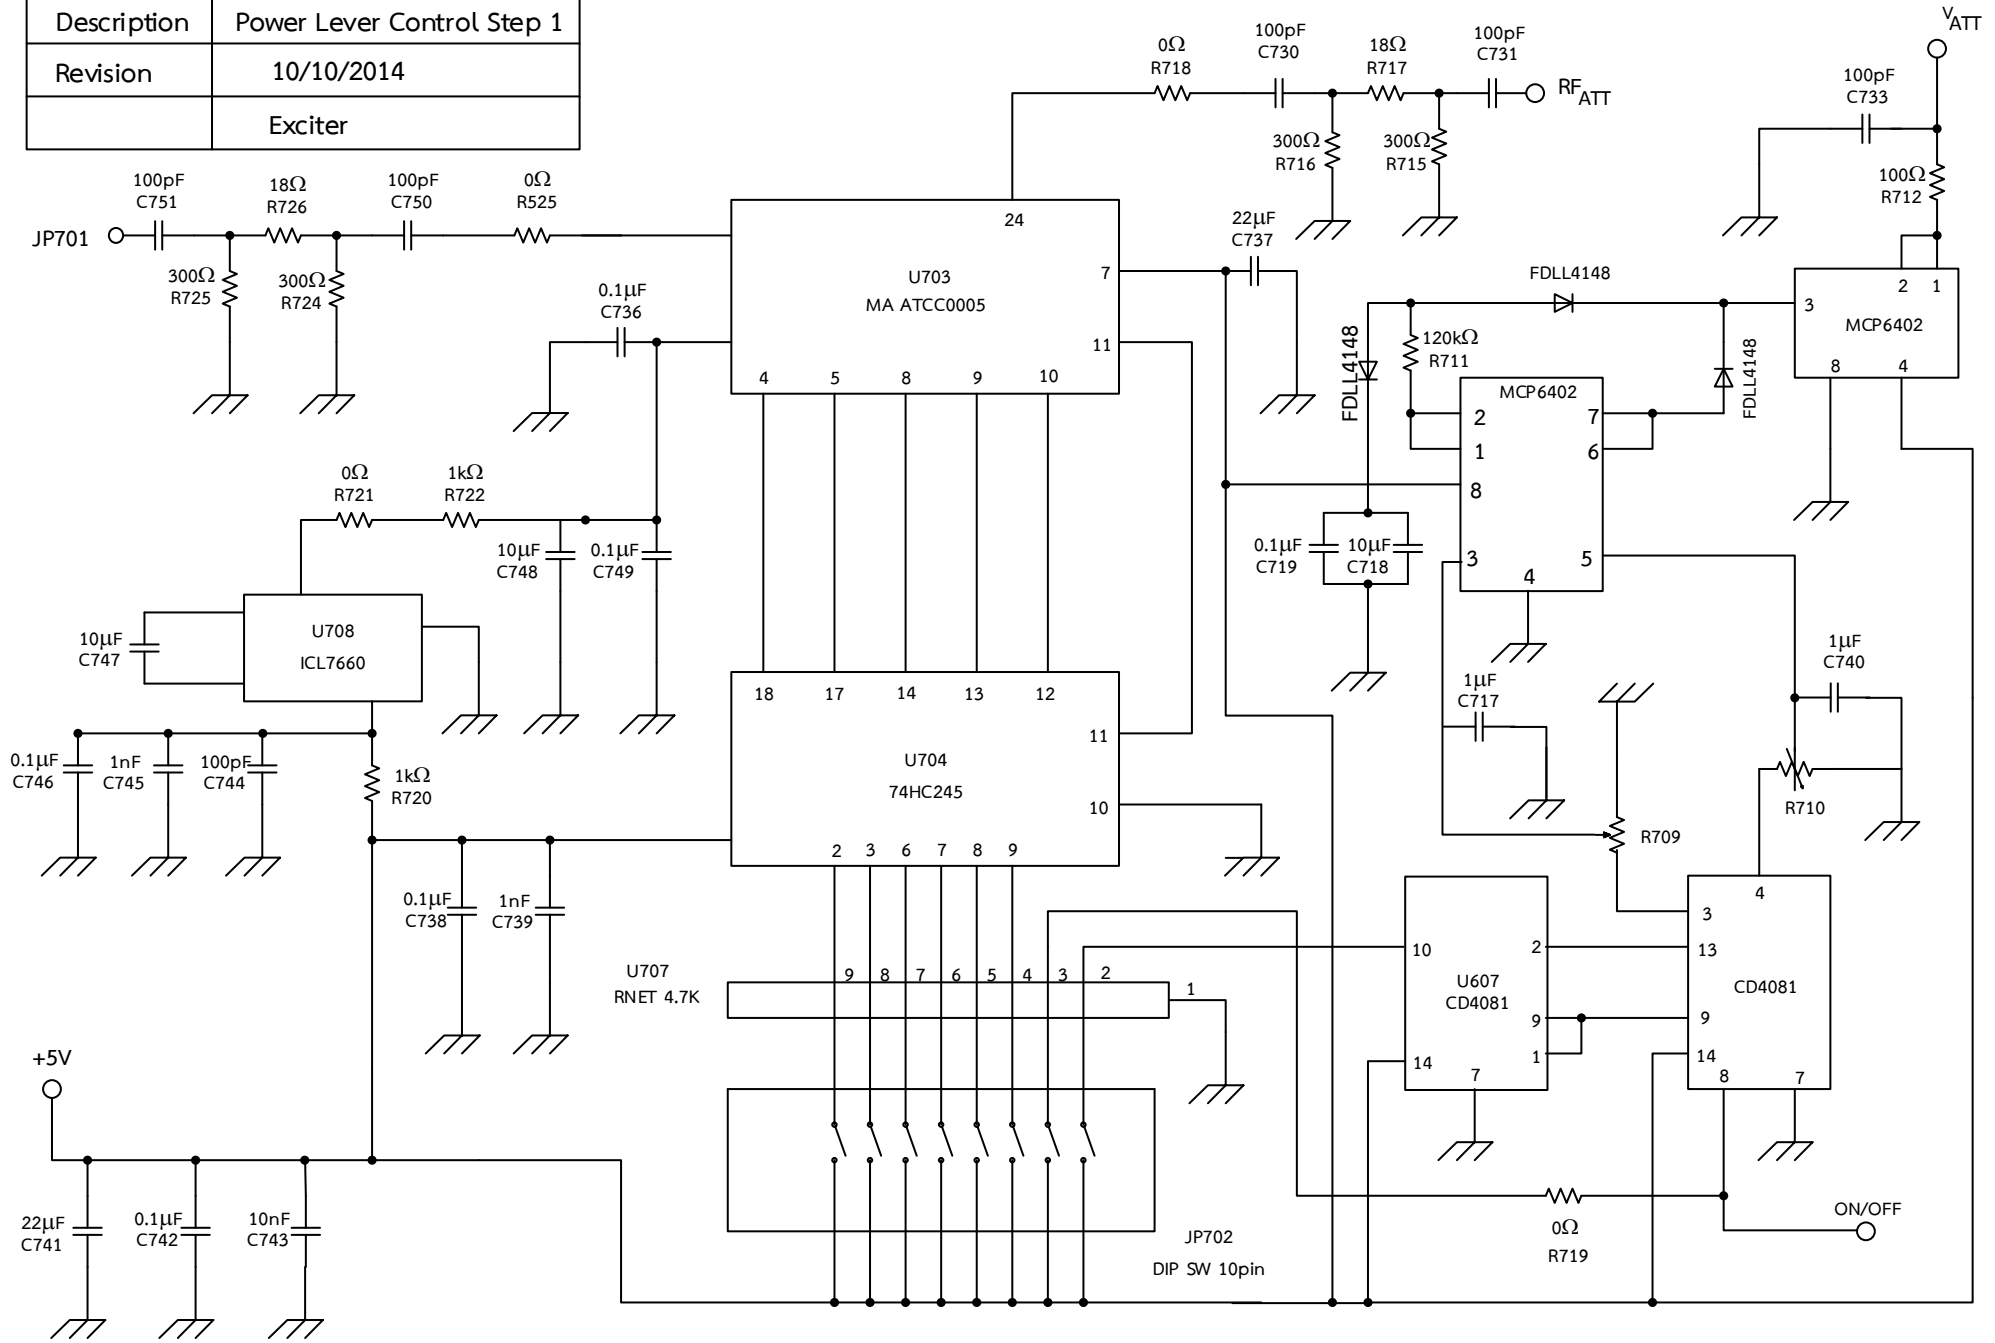 Description Power Lever Control Step 1
Revision 10/10/2014
Exciter
V ATT
0Ω
R718
100pF
C730
18Ω
R717
100pF
C731
RF ATT
100pF
C733
300Ω
R716
300Ω
R715
100Ω
R712
JP701
100pF
C751
18Ω
R726
100pF
C750
0Ω
R525
300Ω
R725
300Ω
R724
0.1µF
C736
24
U703
MA ATCC0005
7
11
4 5 8 9 10
22µF
C737
FDLL4148
FDLL4148
FDLL4148
120kΩ
R711
MCP6402
2
1
8
3
7
6
5
4
2 1
3
MCP6402
8 4
0Ω
R721
1kΩ
R722
10µF
C748
0.1µF
C749
0.1µF
C719
10µF
C718
10µF
C747
U708
ICL7660
1µF
C717
1µF
C740
R710
R709
0.1µF
C746
1nF
C745
100pF
C744
1kΩ
R720
18 17 14 13 12
U704
74HC245
11
10
2 3 6 7 8 9
0.1µF
C738
1nF
C739
U707
RNET 4.7K
9 8 7 6 5 4 3 2
1
10
14
U607
CD4081
2
9
1
7
4
3
13
CD4081
9
14
8 7
+5V
22µF
C741
0.1µF
C742
10nF
C743
JP702
DIP SW 10pin
0Ω
R719
ON/OFF